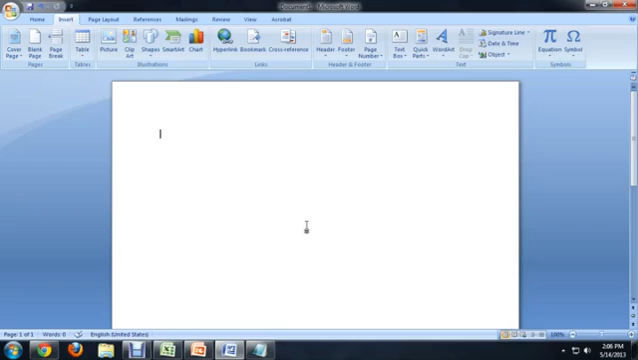 Document1 - Microsoft Word
Home Insert Page Layout References Mailings Review View Acrobat
Cover Page Blank Page Page Break Table Picture Clip Art Shapes SmartArt Chart Hyperlink Bookmark Cross-reference Header Footer Page Number Text Box Quick Parts WordArt Drop Cap Signature Line Date & Time Object Equation Symbol
Pages Tables Illustrations Links Header & Footer Text Symbols
Page: 1 of 1 Words: 0 English (United States) 100%
2:06 PM